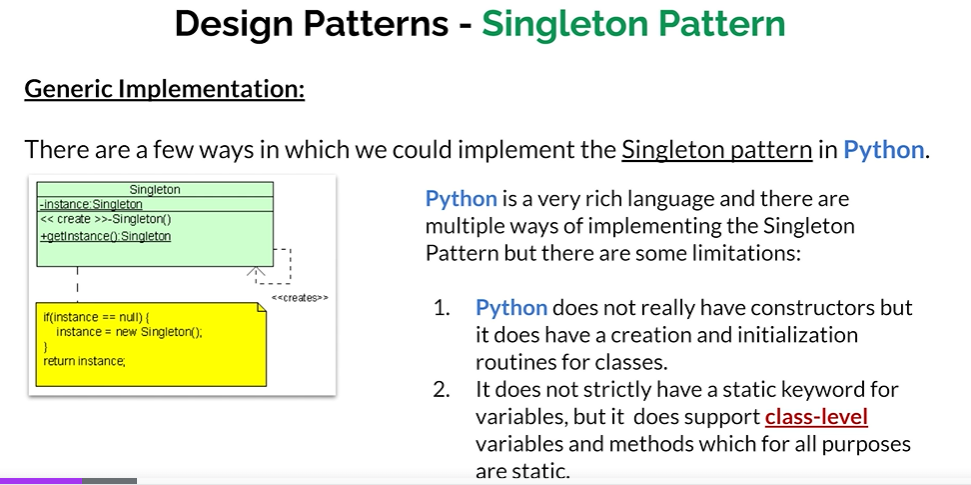 Design Patterns - Singleton Pattern
Generic Implementation:
There are a few ways in which we could implement the Singleton pattern in Python.
Singleton
-instance:Singleton
<< create >>-Singleton()
+getInstance():Singleton
<<creates>>
if(instance == null) {
instance = new Singleton();
}
return instance;
Python is a very rich language and there are
multiple ways of implementing the Singleton
Pattern but there are some limitations:
1. Python does not really have constructors but
it does have a creation and initialization
routines for classes.
2. It does not strictly have a static keyword for
variables, but it does support class-level
variables and methods which for all purposes
are static.